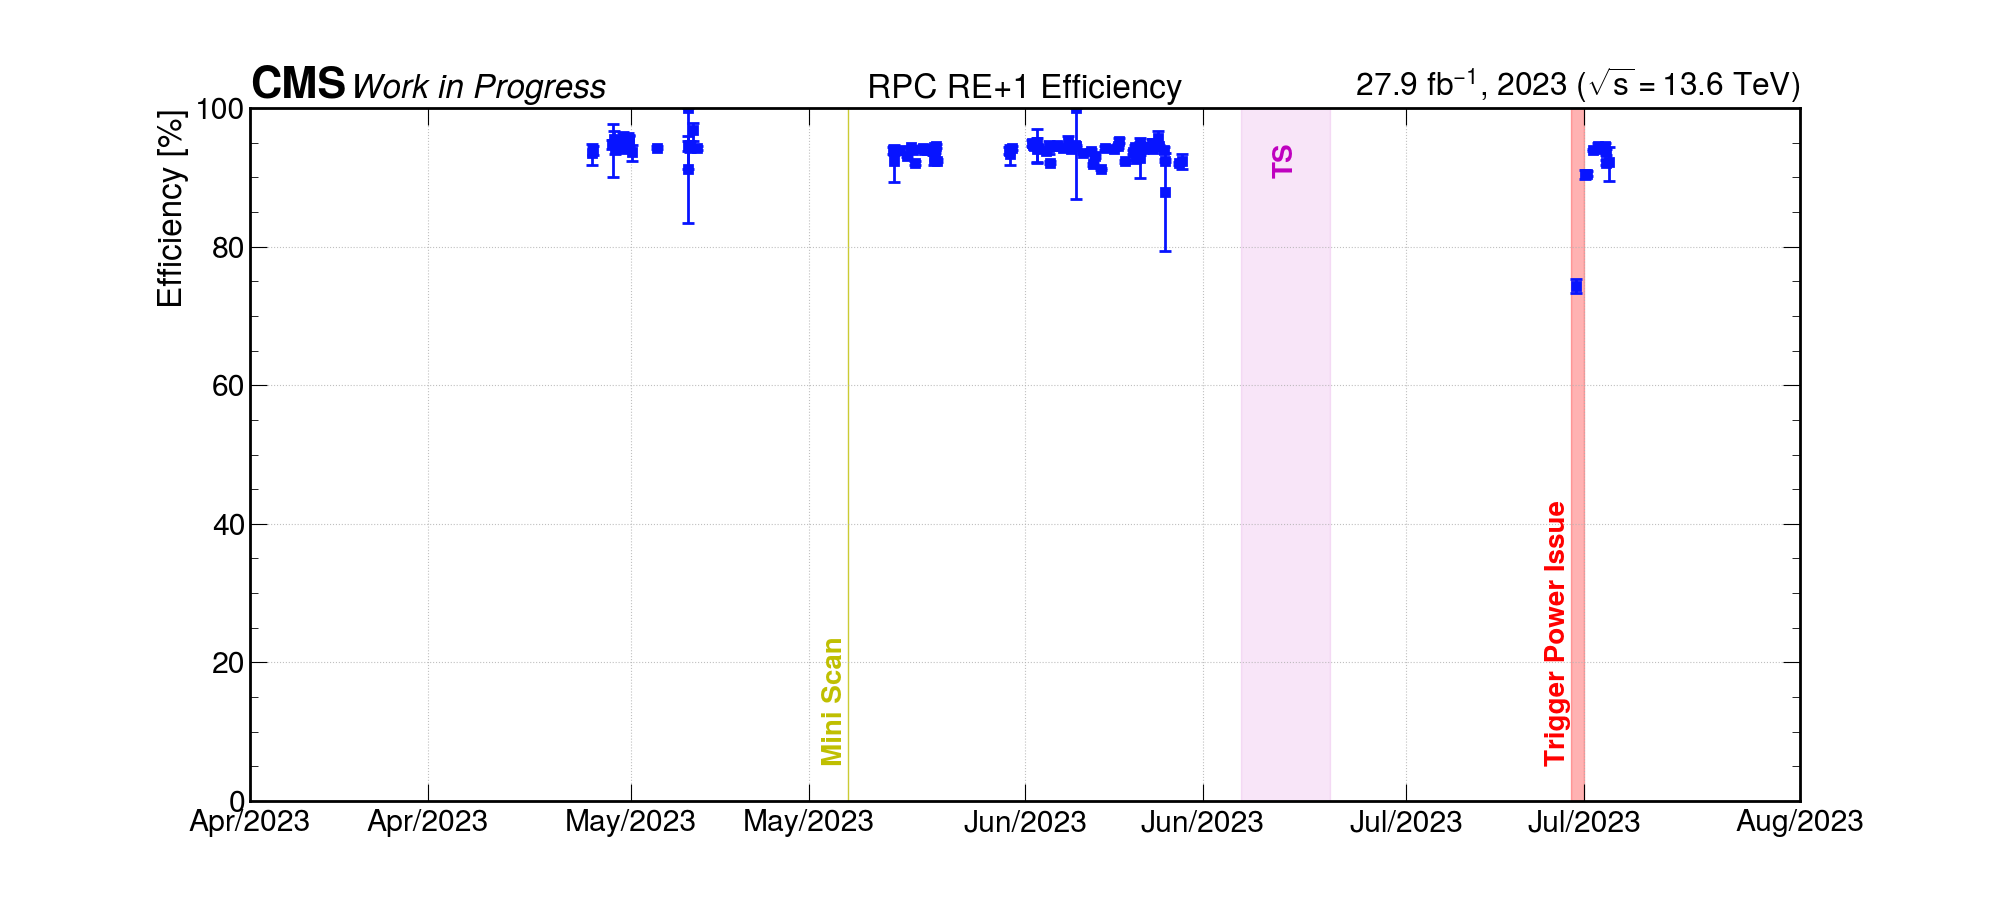 CMS Work in Progress RPC RE+1 Efficiency 27.9 fb⁻¹, 2023 (√s = 13.6 TeV)
Efficiency [%]
100
80
60
40
20
0
TS
Mini Scan
Trigger Power Issue
Apr/2023 Apr/2023 May/2023 May/2023 Jun/2023 Jun/2023 Jul/2023 Jul/2023 Aug/2023